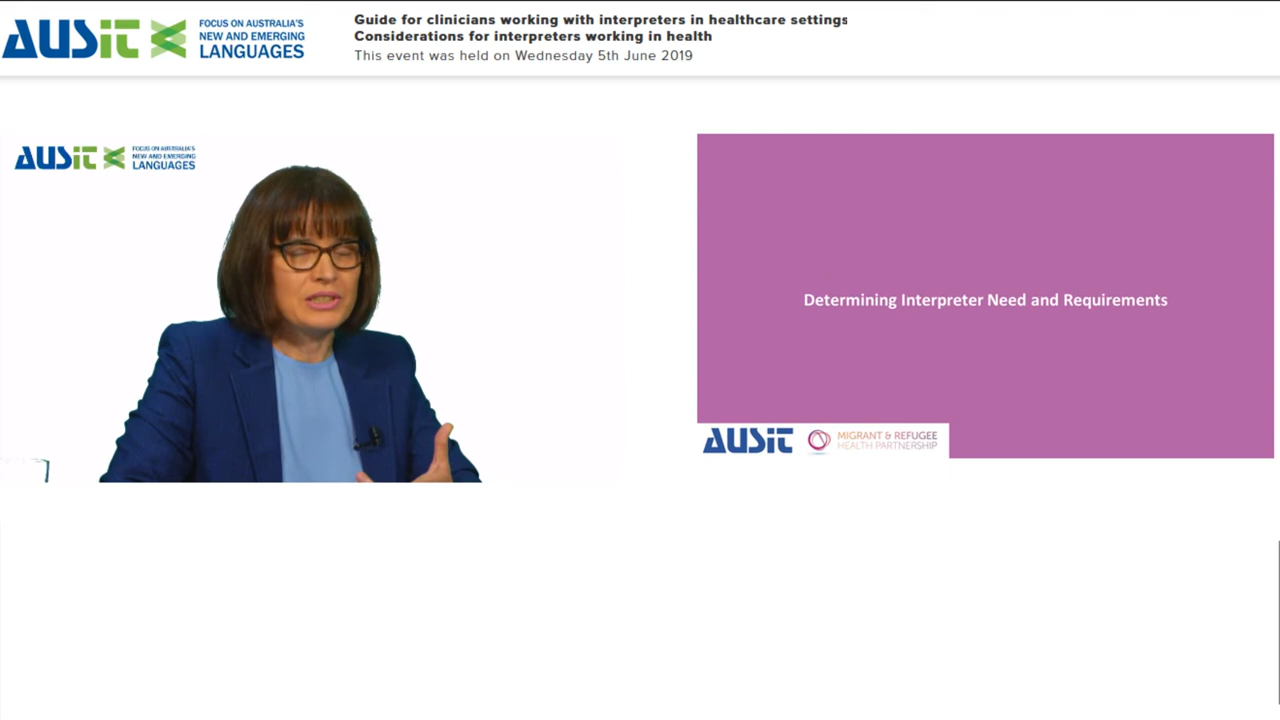 AUSiT
FOCUS ON AUSTRALIA'S
NEW AND EMERGING
LANGUAGES
Guide for clinicians working with interpreters in healthcare settings
Considerations for interpreters working in health
This event was held on Wednesday 5th June 2019
AUSiT
FOCUS ON AUSTRALIA'S
NEW AND EMERGING
LANGUAGES
Determining Interpreter Need and Requirements
AUSiT
MIGRANT & REFUGEE
HEALTH PARTNERSHIP